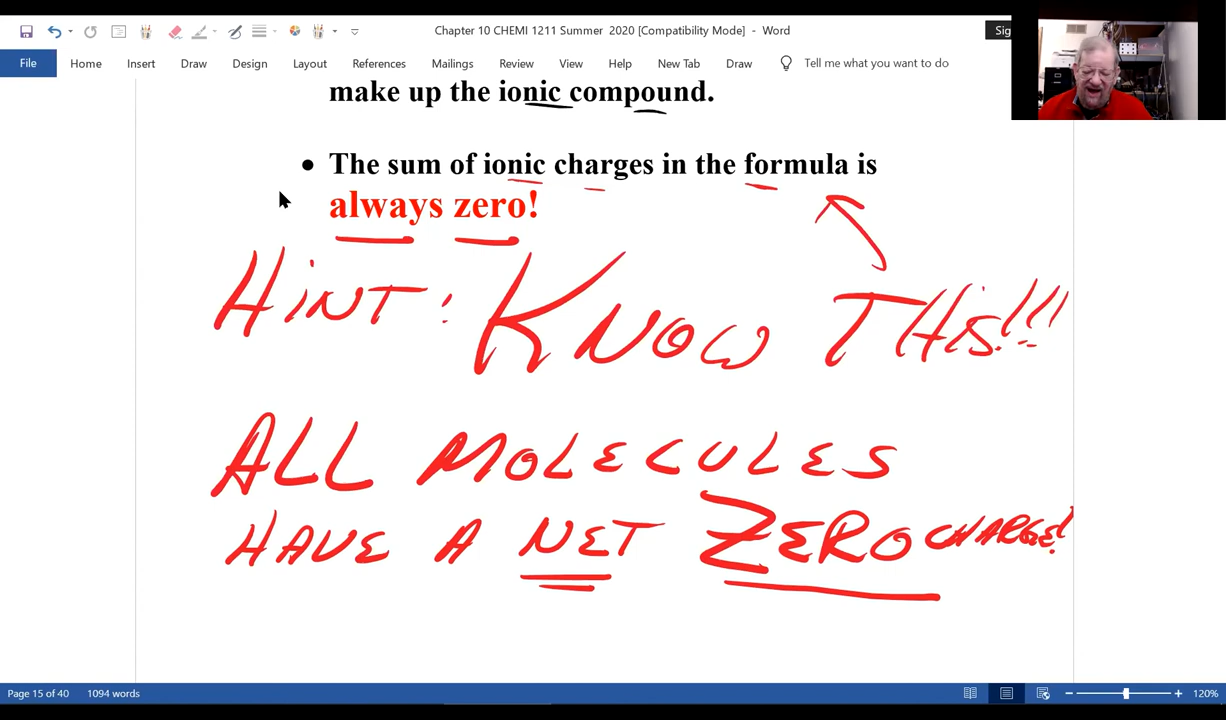 Chapter 10 CHEMI 1211 Summer 2020 [Compatibility Mode] - Word
Sig
File Home Insert Draw Design Layout References Mailings Review View Help New Tab Draw Tell me what you want to do
make up the ionic compound.
• The sum of ionic charges in the formula is
always zero!
HINT: KNOW THIS!!!
ALL MOLECULES
HAVE A NET ZERO CHARGE!
Page 15 of 40 1094 words 120%